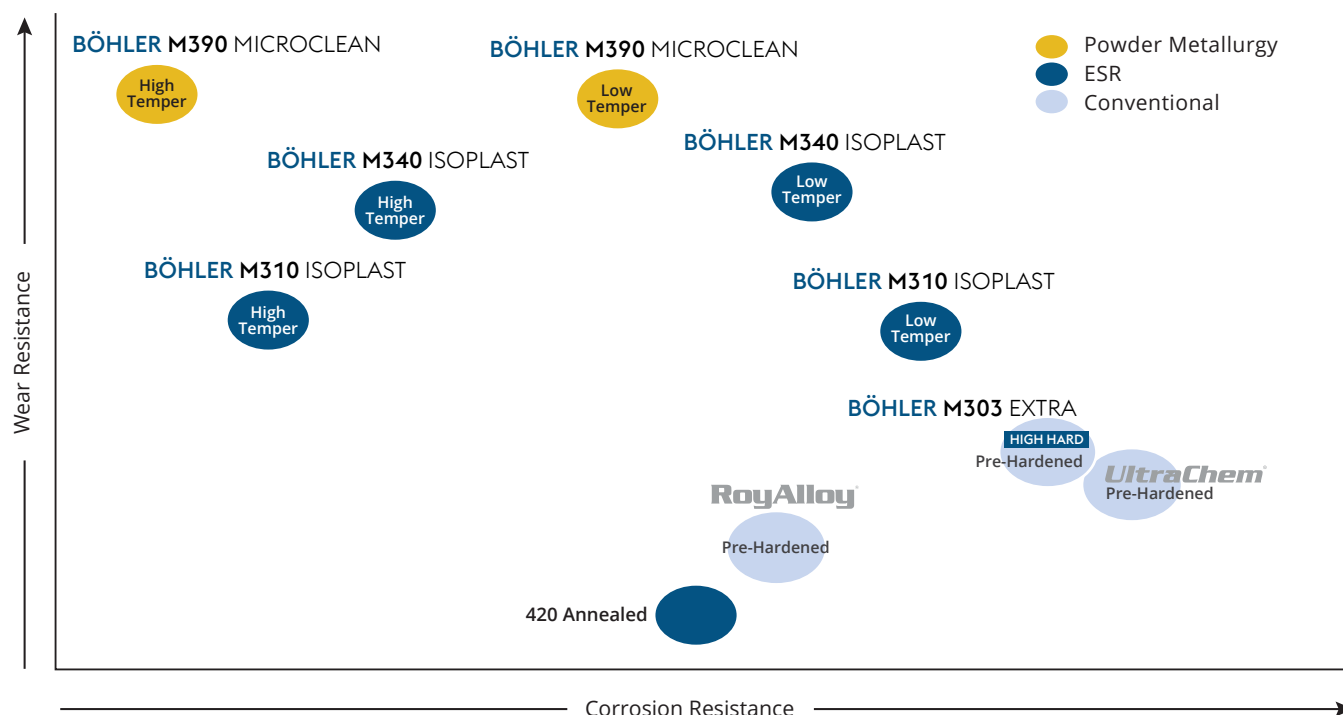 BÖHLER M390 MICROCLEAN
High
Temper
BÖHLER M390 MICROCLEAN
Low
Temper
Powder Metallurgy
ESR
Conventional
BÖHLER M340 ISOPLAST
High
Temper
BÖHLER M340 ISOPLAST
Low
Temper
BÖHLER M310 ISOPLAST
High
Temper
BÖHLER M310 ISOPLAST
Low
Temper
BÖHLER M303 EXTRA
HIGH HARD
Pre-Hardened
UltraChem®
Pre-Hardened
RoyAlloy®
Pre-Hardened
420 Annealed
Wear Resistance
Corrosion Resistance